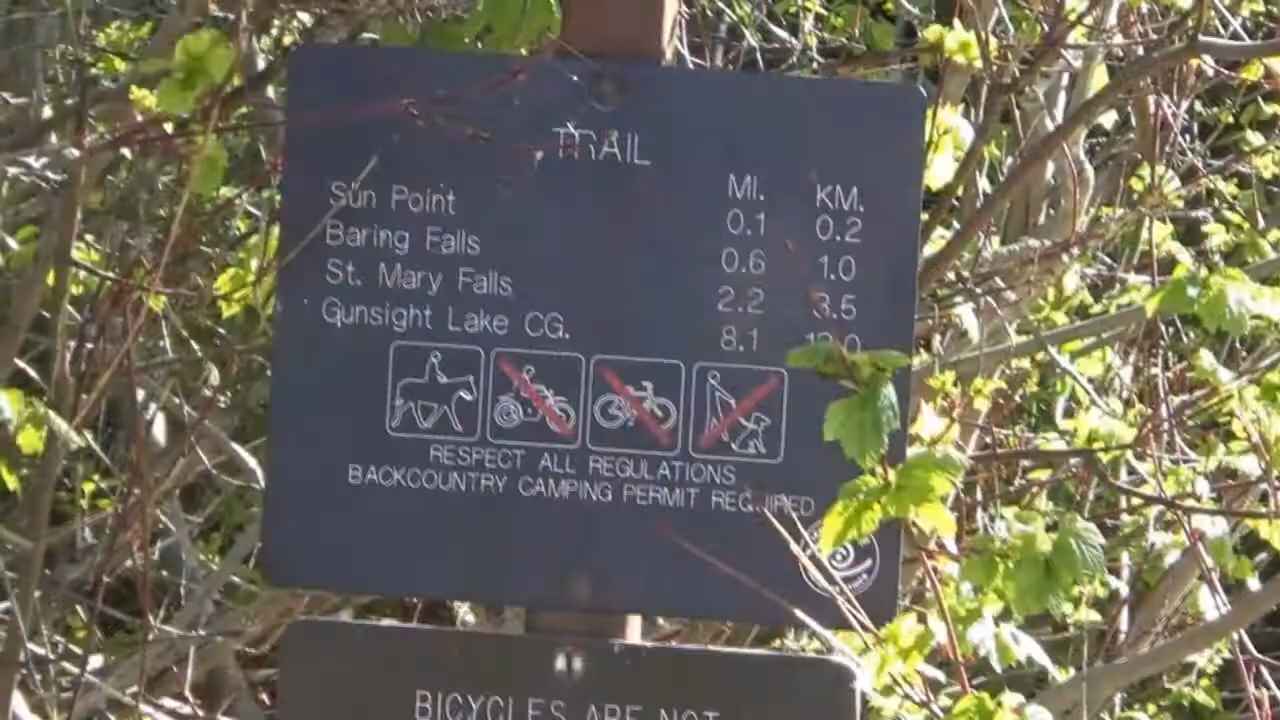 TRAIL
MI. KM.
Sun Point 0.1 0.2
Baring Falls 0.6 1.0
St. Mary Falls 2.2 3.5
Gunsight Lake CG. 8.1
RESPECT ALL REGULATIONS
BACKCOUNTRY CAMPING PERMIT REQUIRED
BICYCLES ARE NOT